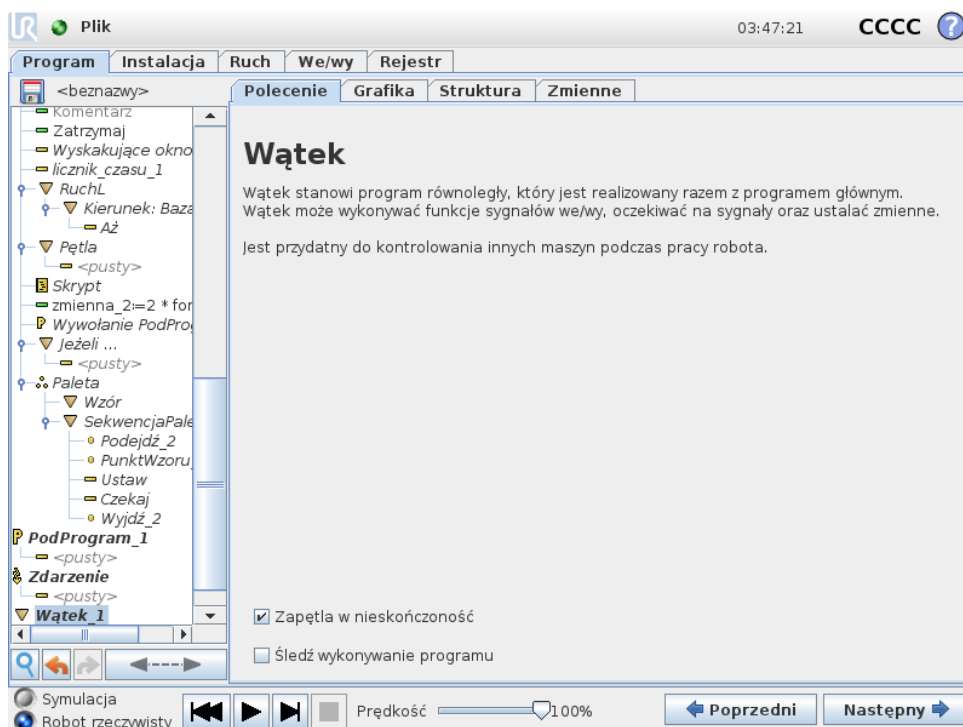 UR Plik 03:47:21 CCCC ?
Program Instalacja Ruch We/wy Rejestr
<beznazwy>
Polecenie Grafika Struktura Zmienne
Komentarz
Zatrzymaj
Wyskakujące okno
licznik_czasu_1
RuchL
Kierunek: Baza
Aż
Pętla
<pusty>
Skrypt
zmienna_2:=2 * for
Wywołanie PodPro
Jeżeli ...
<pusty>
Paleta
Wzór
SekwencjaPale
Podejdź_2
PunktWzoru
Ustaw
Czekaj
Wyjdź_2
PodProgram_1
<pusty>
Zdarzenie
<pusty>
Wątek_1
Wątek
Wątek stanowi program równoległy, który jest realizowany razem z programem głównym.
Wątek może wykonywać funkcje sygnałów we/wy, oczekiwać na sygnały oraz ustalać zmienne.
Jest przydatny do kontrolowania innych maszyn podczas pracy robota.
Zapętla w nieskończoność
Śledź wykonywanie programu
Symulacja
Robot rzeczywisty
Prędkość 100%
Poprzedni Następny